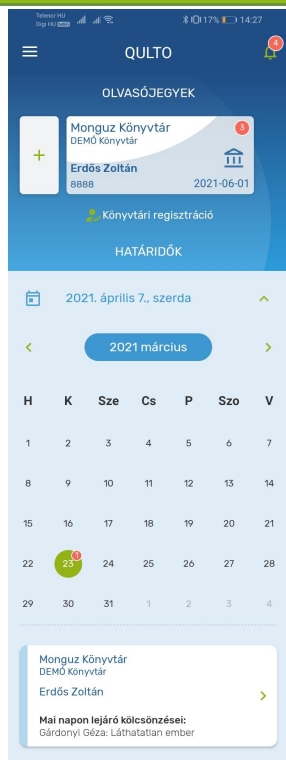 Telenor HU
Digi HU VoWiFi 17% 14:27
QULTO 4
OLVASÓJEGYEK
+
Monguz Könyvtár 3
DEMÓ Könyvtár
Erdős Zoltán
8888 2021-06-01
Könyvtári regisztráció
HATÁRIDŐK
2021. április 7., szerda
< 2021 március >
H K Sze Cs P Szo V
1 2 3 4 5 6 7
8 9 10 11 12 13 14
15 16 17 18 19 20 21
22 23 1 24 25 26 27 28
29 30 31 1 2 3 4
Monguz Könyvtár
DEMÓ Könyvtár
Erdős Zoltán
Mai napon lejáró kölcsönzései:
Gárdonyi Géza: Láthatatlan ember